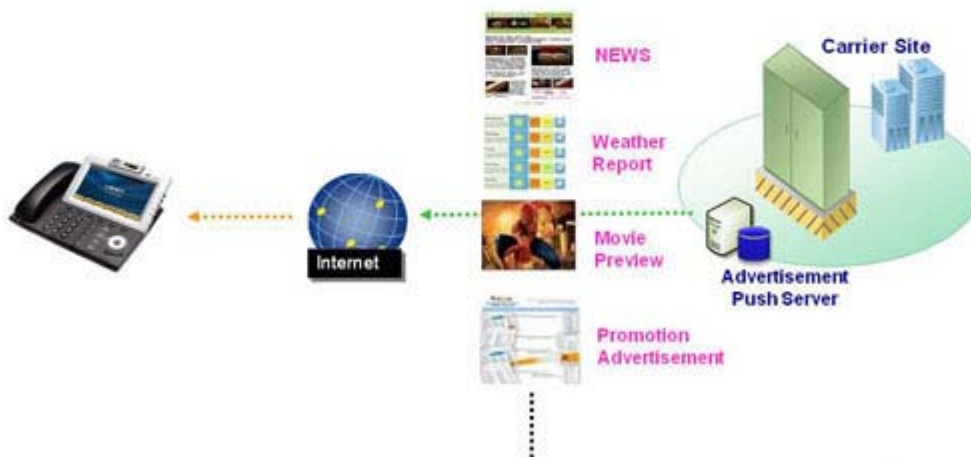 NEWS
Carrier Site
Weather
Report
Internet
Movie
Preview
Advertisement
Push Server
Promotion
Advertisement